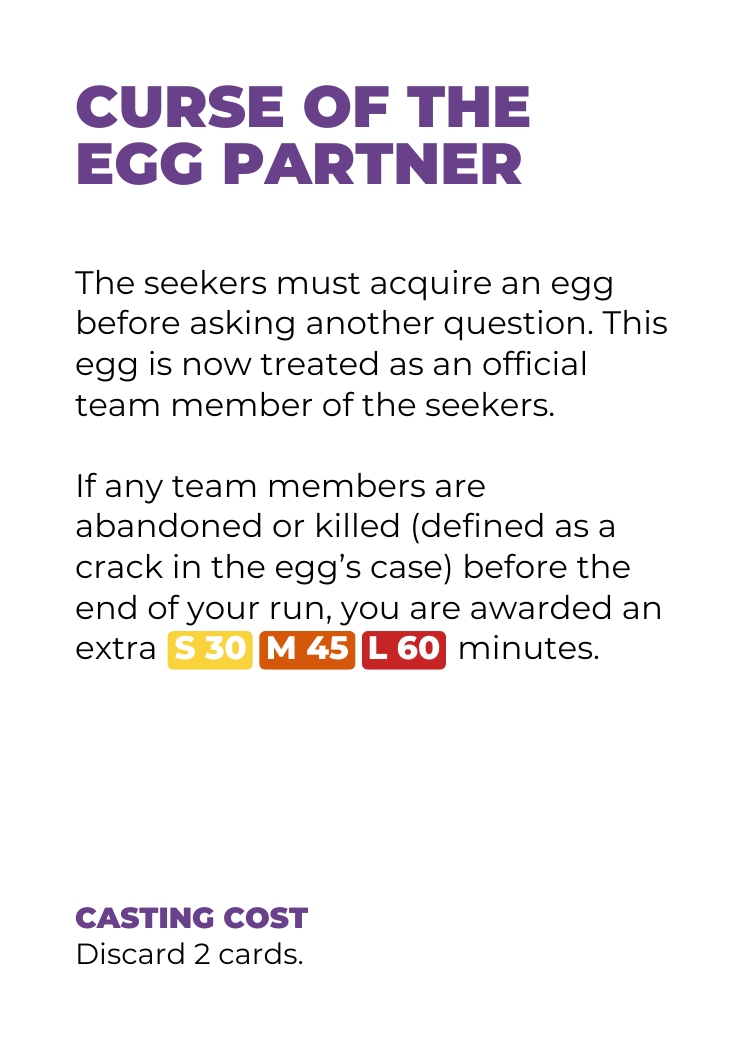 CURSE OF THE
EGG PARTNER
The seekers must acquire an egg
before asking another question. This
egg is now treated as an official
team member of the seekers.
If any team members are
abandoned or killed (defined as a
crack in the egg’s case) before the
end of your run, you are awarded an
extra S 30 M 45 L 60 minutes.
CASTING COST
Discard 2 cards.